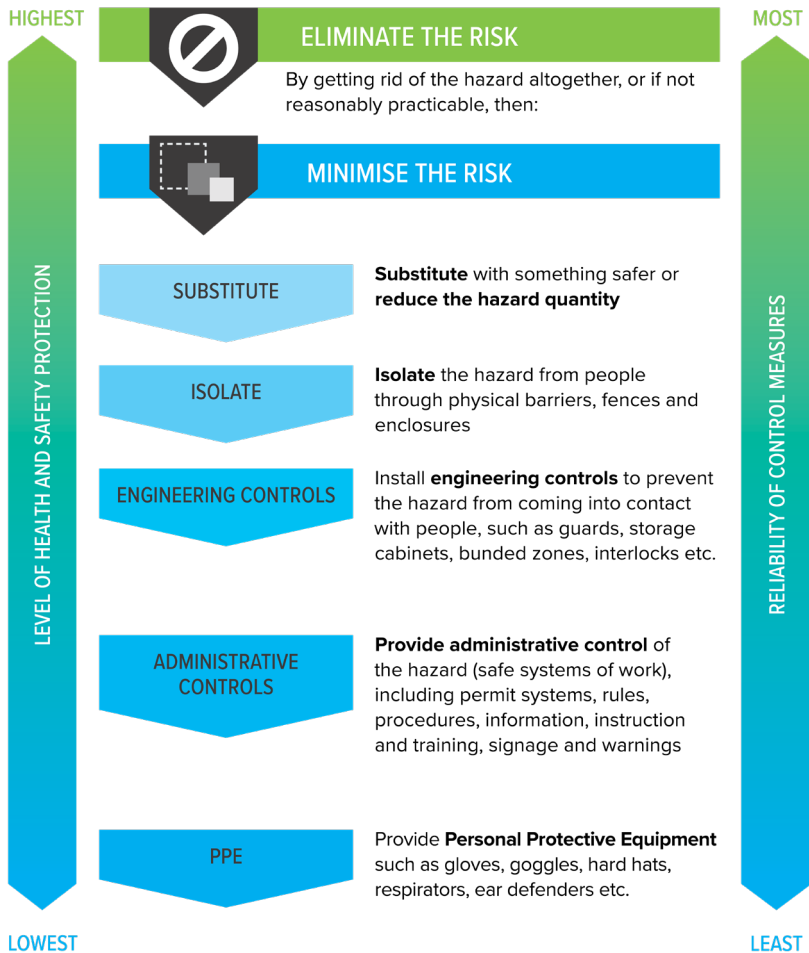 HIGHEST
MOST
ELIMINATE THE RISK
By getting rid of the hazard altogether, or if not
reasonably practicable, then:
MINIMISE THE RISK
LEVEL OF HEALTH AND SAFETY PROTECTION
RELIABILITY OF CONTROL MEASURES
SUBSTITUTE
Substitute with something safer or
reduce the hazard quantity
ISOLATE
Isolate the hazard from people
through physical barriers, fences and
enclosures
ENGINEERING CONTROLS
Install engineering controls to prevent
the hazard from coming into contact
with people, such as guards, storage
cabinets, bunded zones, interlocks etc.
ADMINISTRATIVE
CONTROLS
Provide administrative control of
the hazard (safe systems of work),
including permit systems, rules,
procedures, information, instruction
and training, signage and warnings
PPE
Provide Personal Protective Equipment
such as gloves, goggles, hard hats,
respirators, ear defenders etc.
LOWEST
LEAST